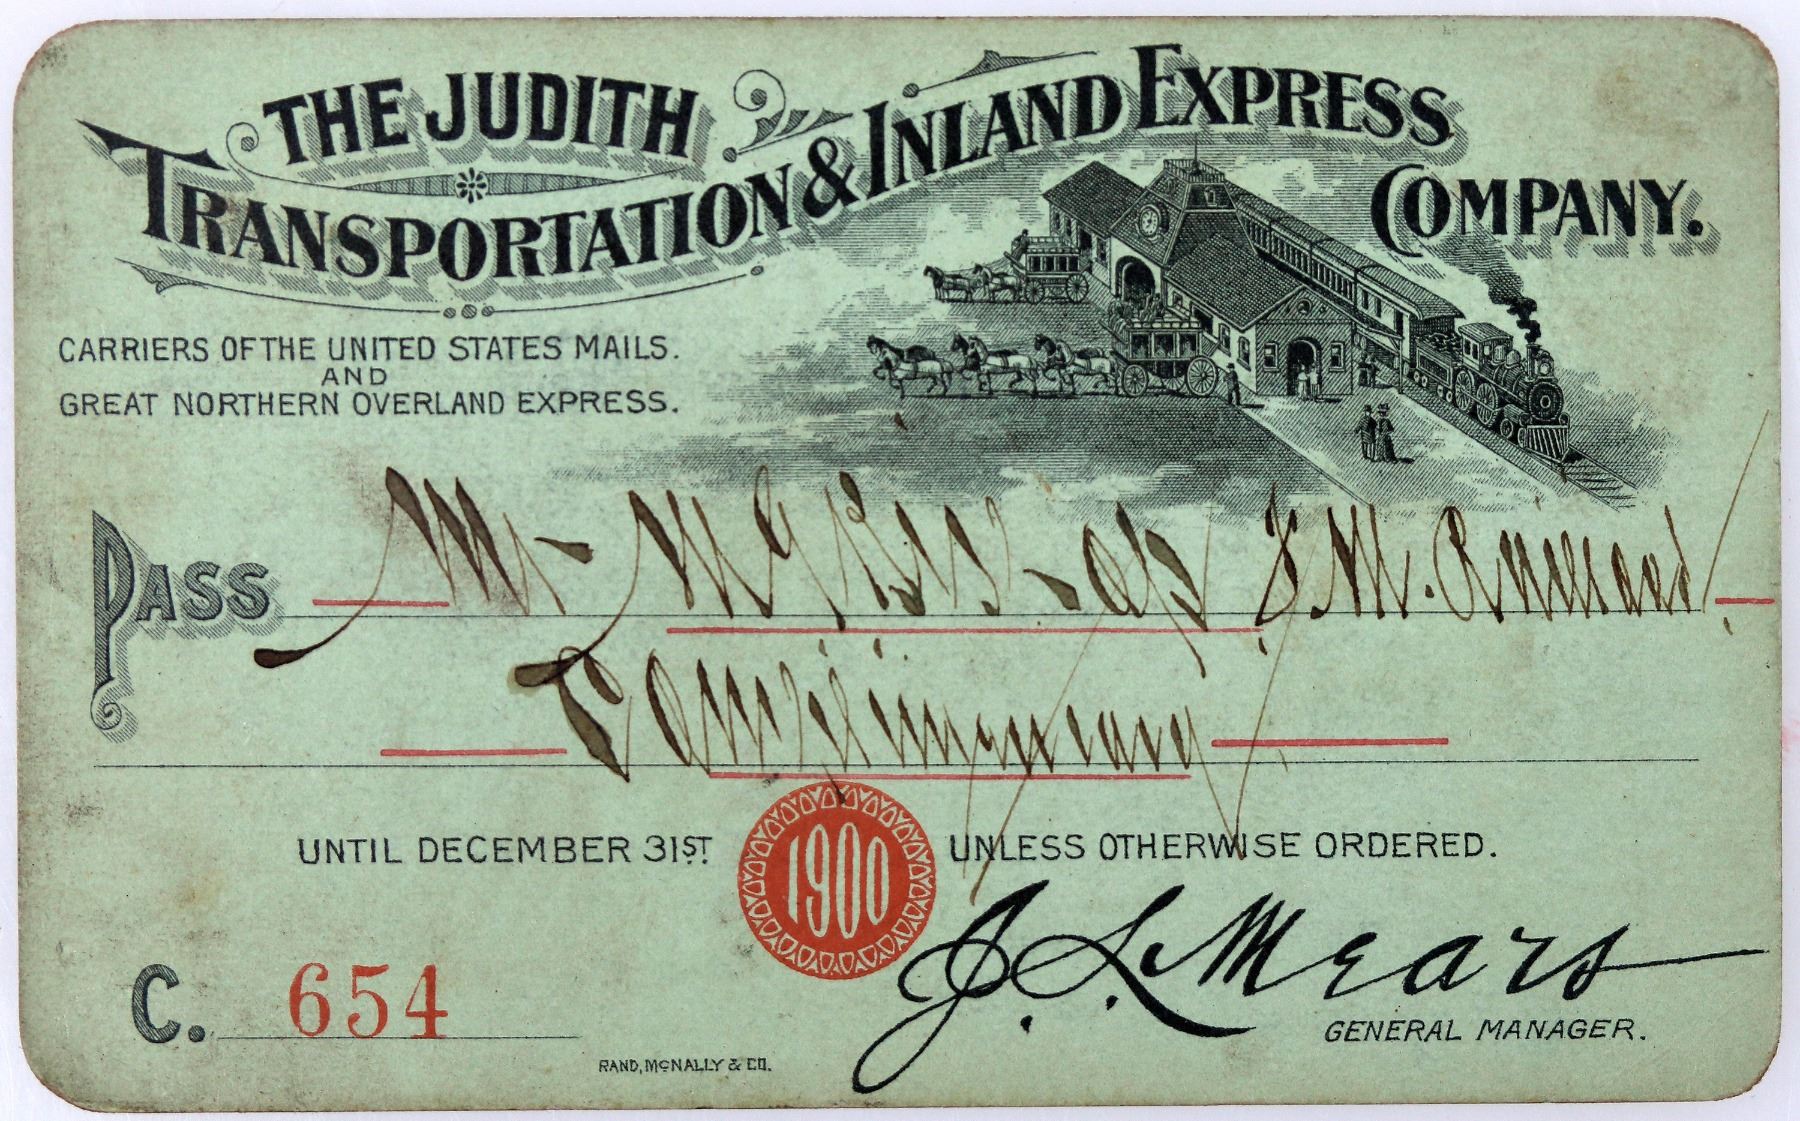 THE JUDITH
TRANSPORTATION & INLAND EXPRESS
COMPANY.
CARRIERS OF THE UNITED STATES MAILS.
AND
GREAT NORTHERN OVERLAND EXPRESS.
PASS Mr
UNTIL DECEMBER 31ST. 1900 UNLESS OTHERWISE ORDERED.
J. L. Mears
GENERAL MANAGER.
C. 654
RAND, MCNALLY & CO.